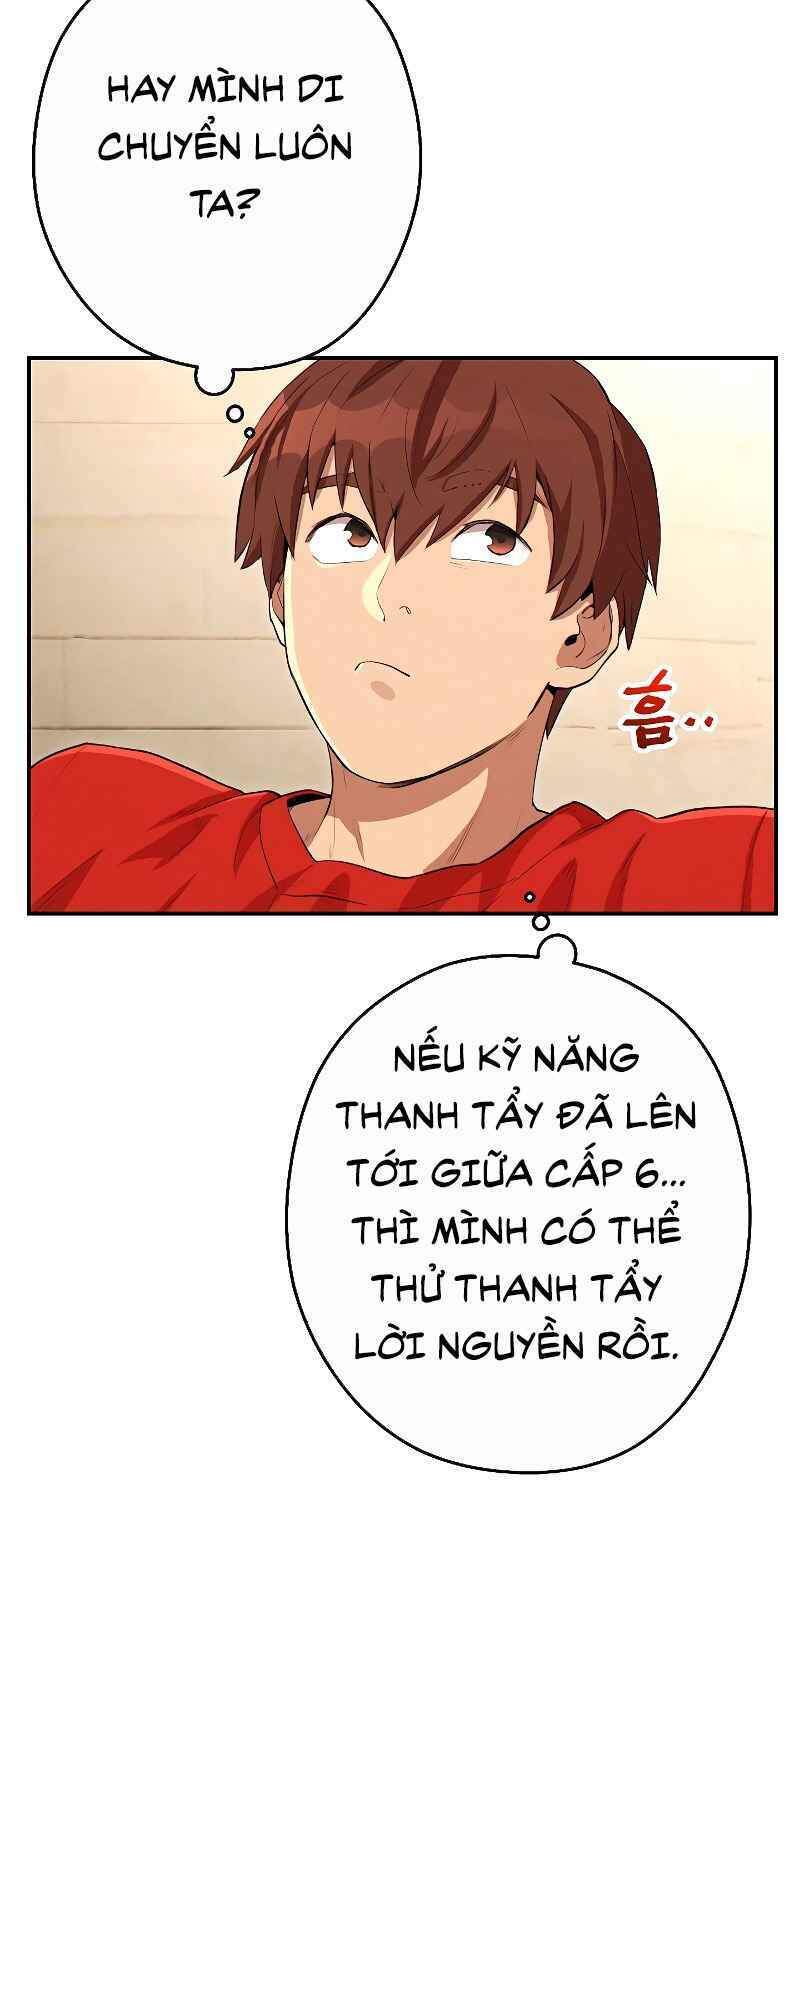 HAY MÌNH DI
CHUYỂN LUÔN
TA?
흠..
NẾU KỸ NĂNG
THANH TẨY ĐÃ LÊN
TỚI GIỮA CẤP 6...
THÌ MÌNH CÓ THỂ
THỬ THANH TẨY
LỜI NGUYỀN RỒI.